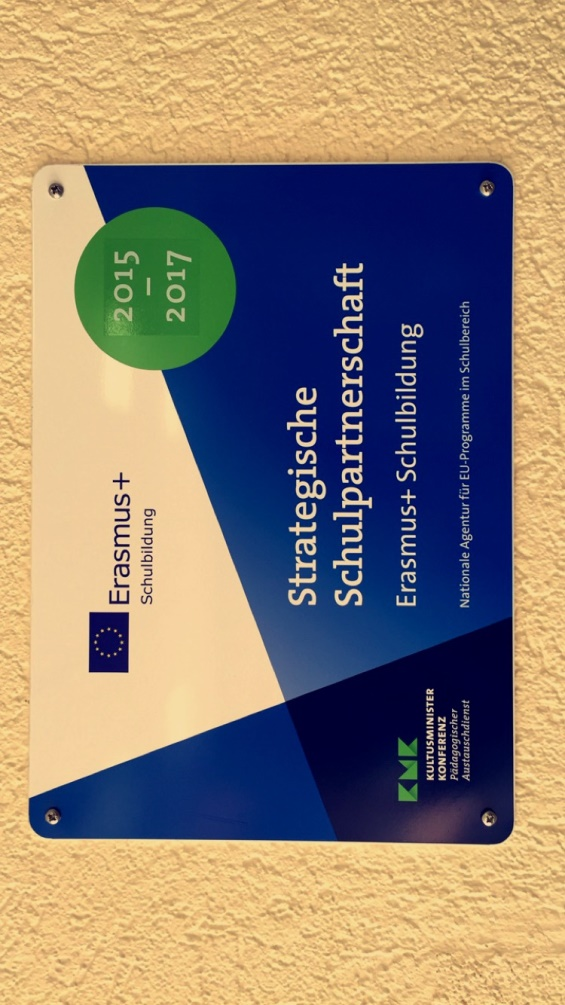 Erasmus+
Schulbildung
2015
–
2017
Strategische
Schulpartnerschaft
Erasmus+ Schulbildung
Nationale Agentur für EU-Programme im Schulbereich
KMK
KULTUSMINISTER
KONFERENZ
Pädagogischer
Austauschdienst